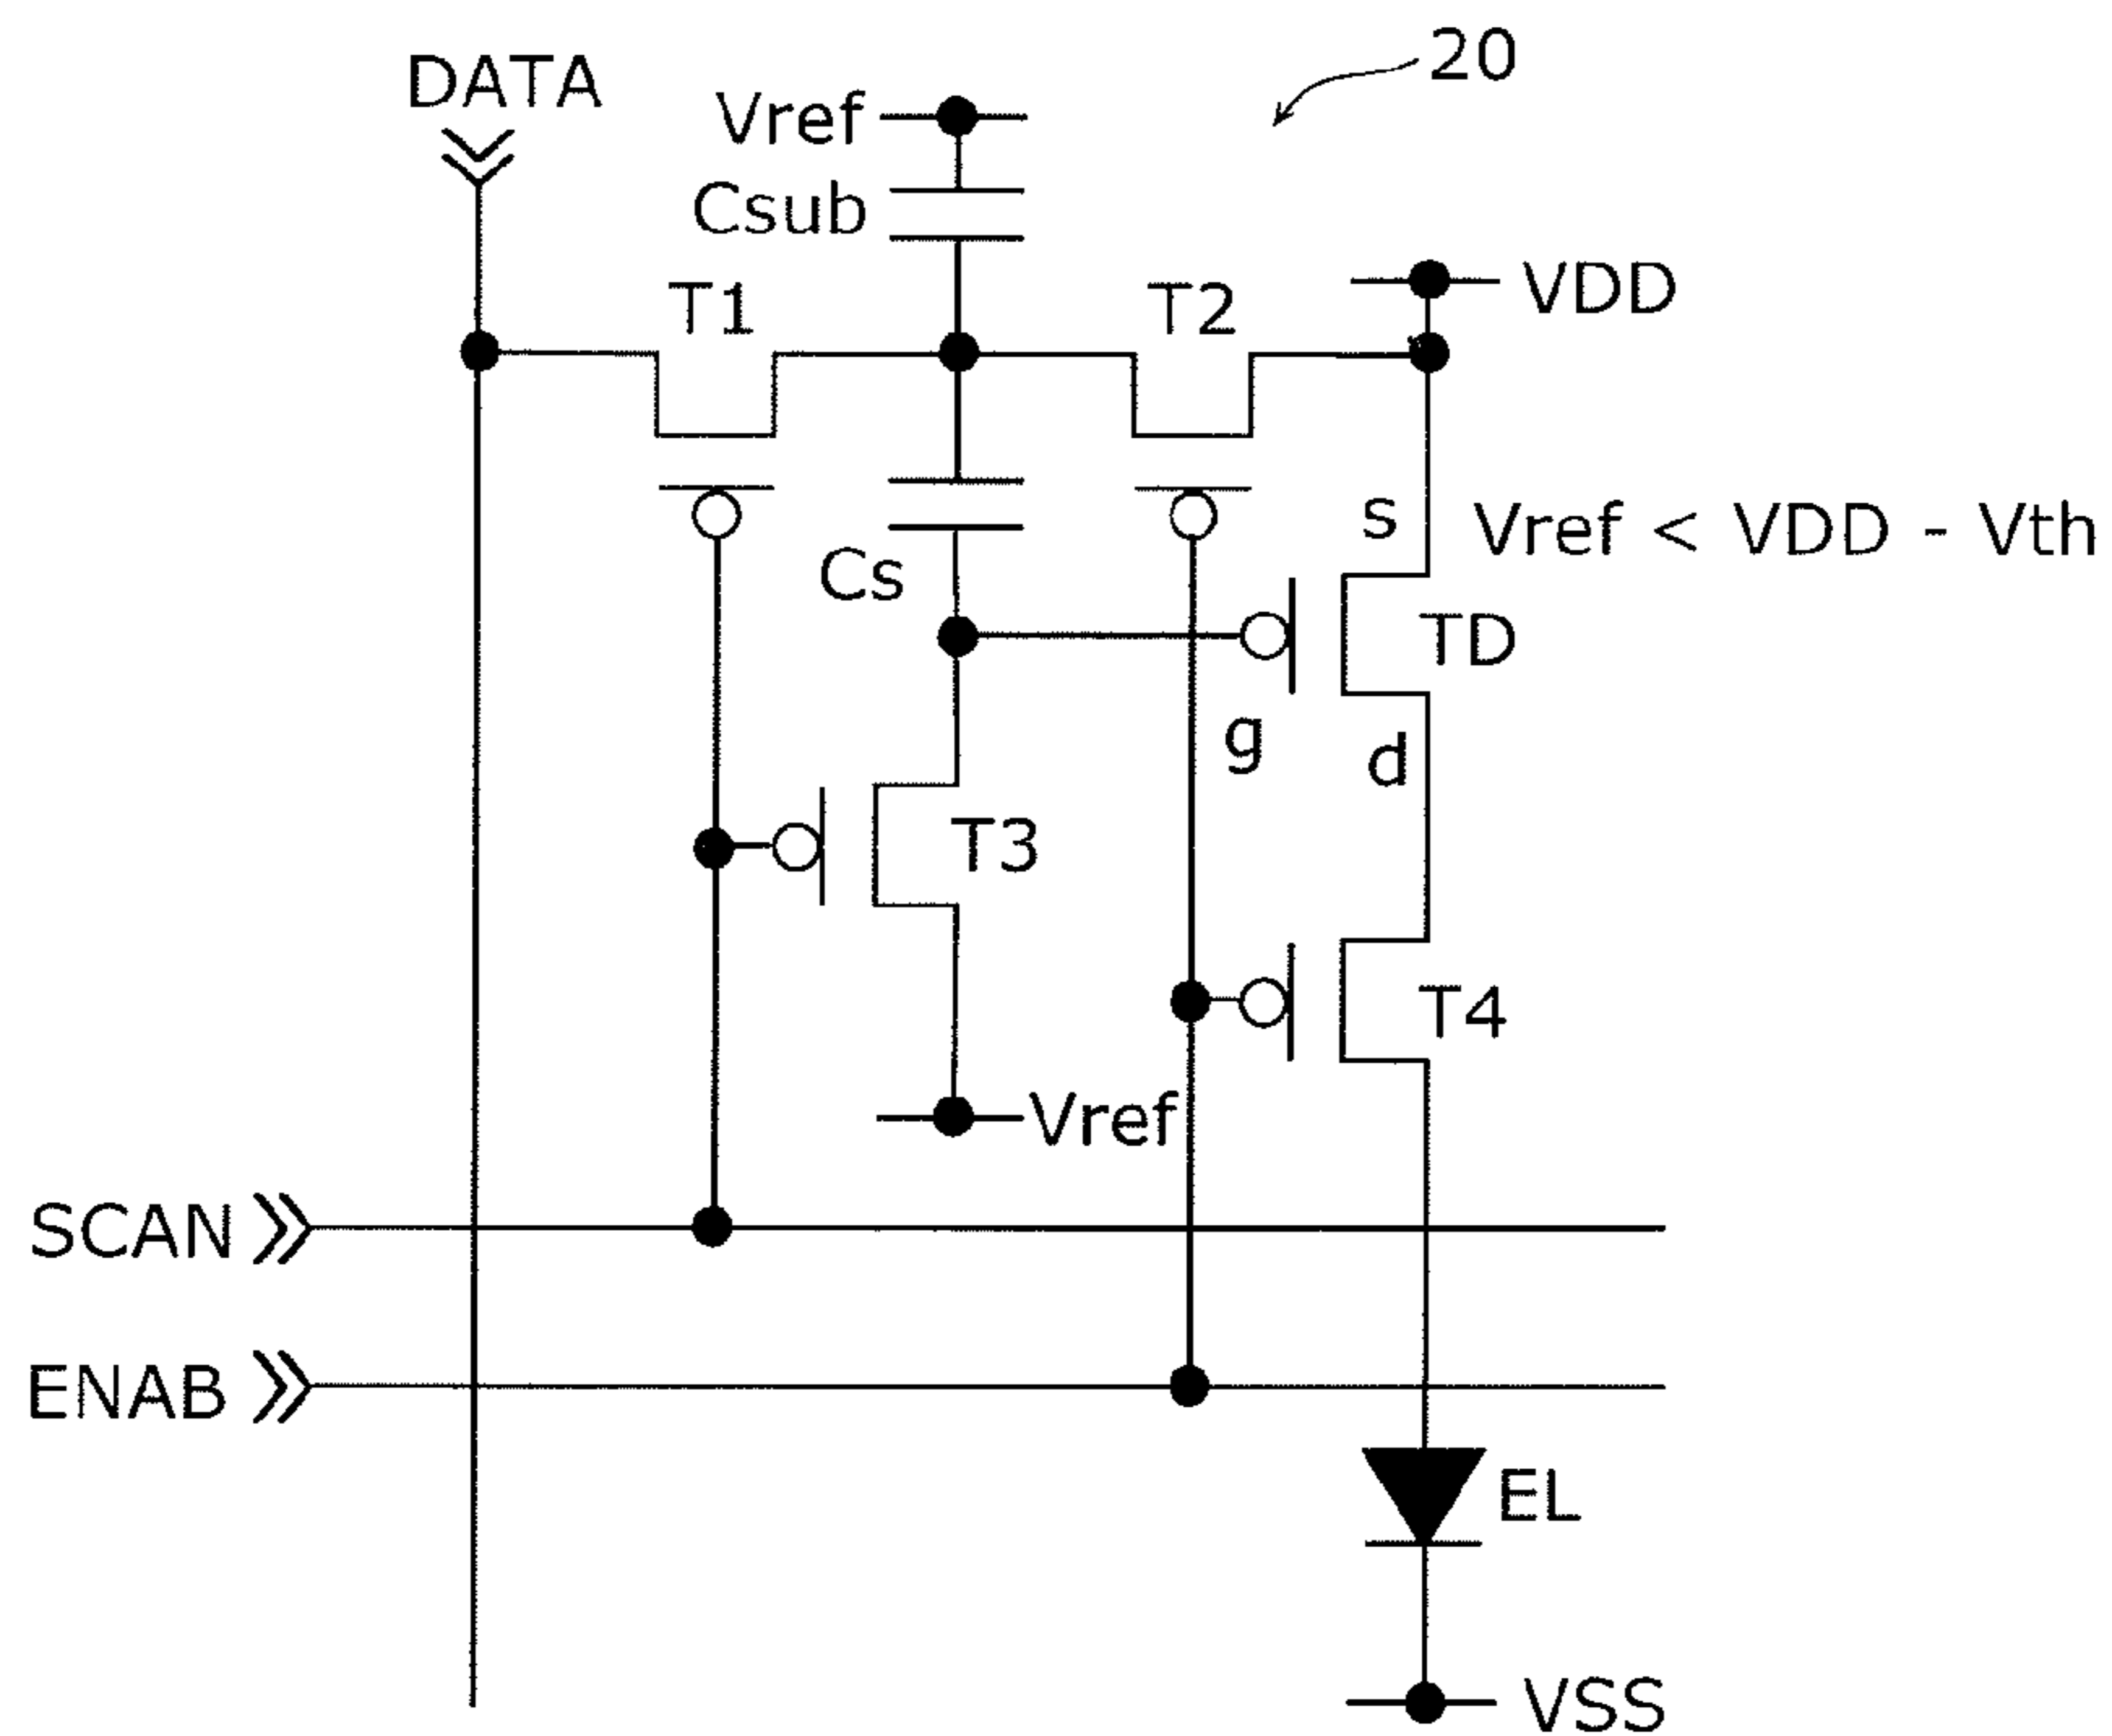 20
DATA
Vref
Csub
T1
T2
VDD
s
Vref < VDD - Vth
Cs
TD
g
d
T3
T4
Vref
SCAN
ENAB
EL
VSS